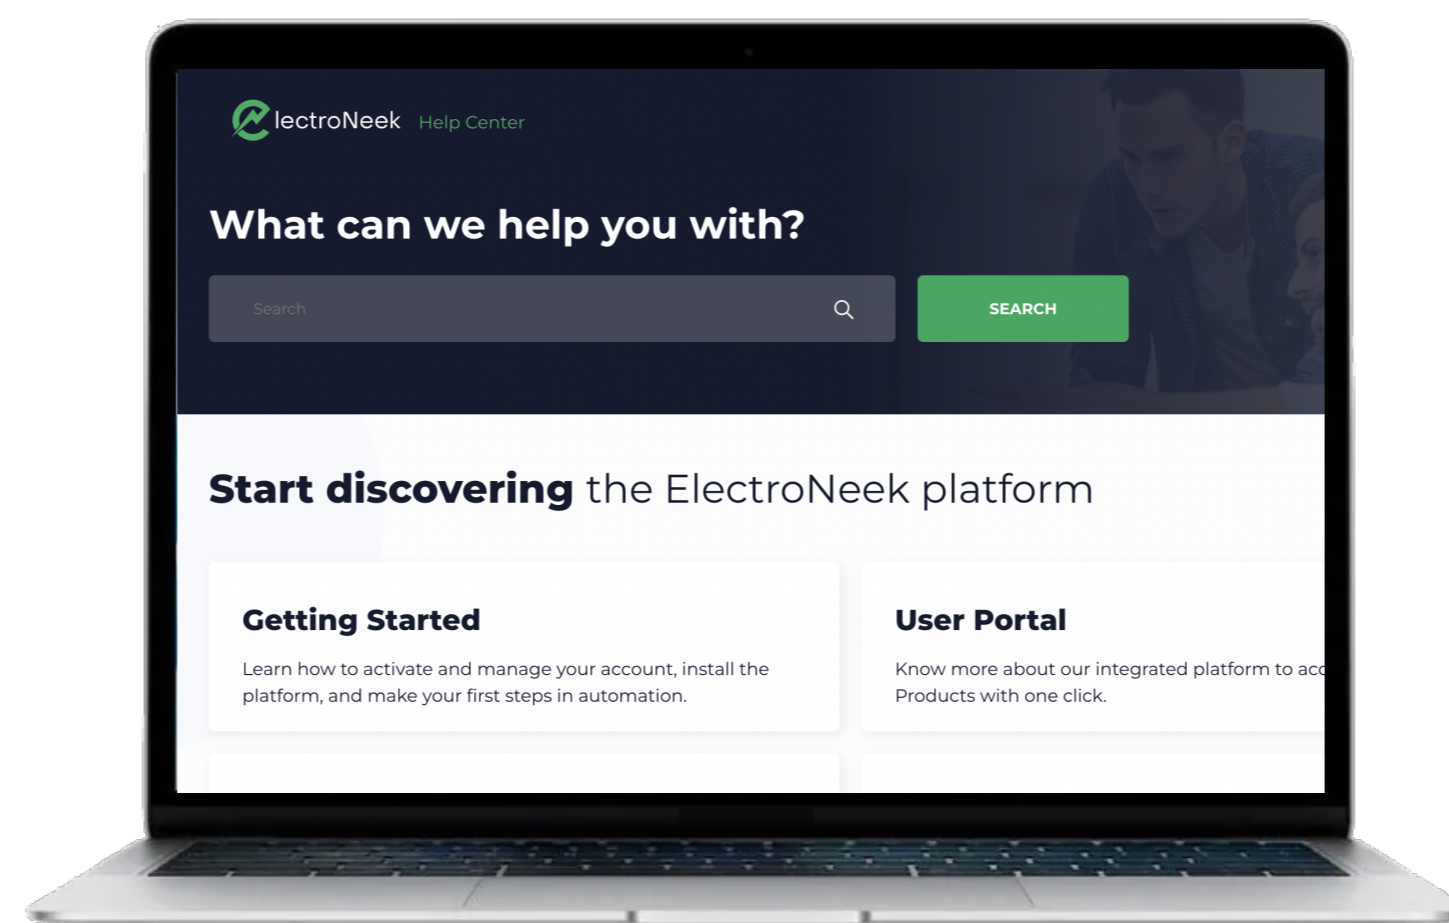 ElectroNeek Help Center
What can we help you with?
Search
SEARCH
Start discovering the ElectroNeek platform
Getting Started
Learn how to activate and manage your account, install the
platform, and make your first steps in automation.
User Portal
Know more about our integrated platform to acc
Products with one click.